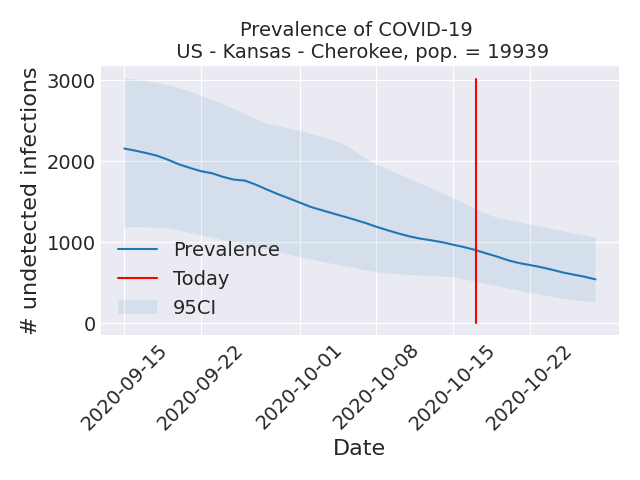 Prevalence of COVID-19
US - Kansas - Cherokee, pop. = 19939
# undetected infections
3000
2000
1000
0
Prevalence
Today
95CI
2020-09-15
2020-09-22
2020-10-01
2020-10-08
2020-10-15
2020-10-22
Date